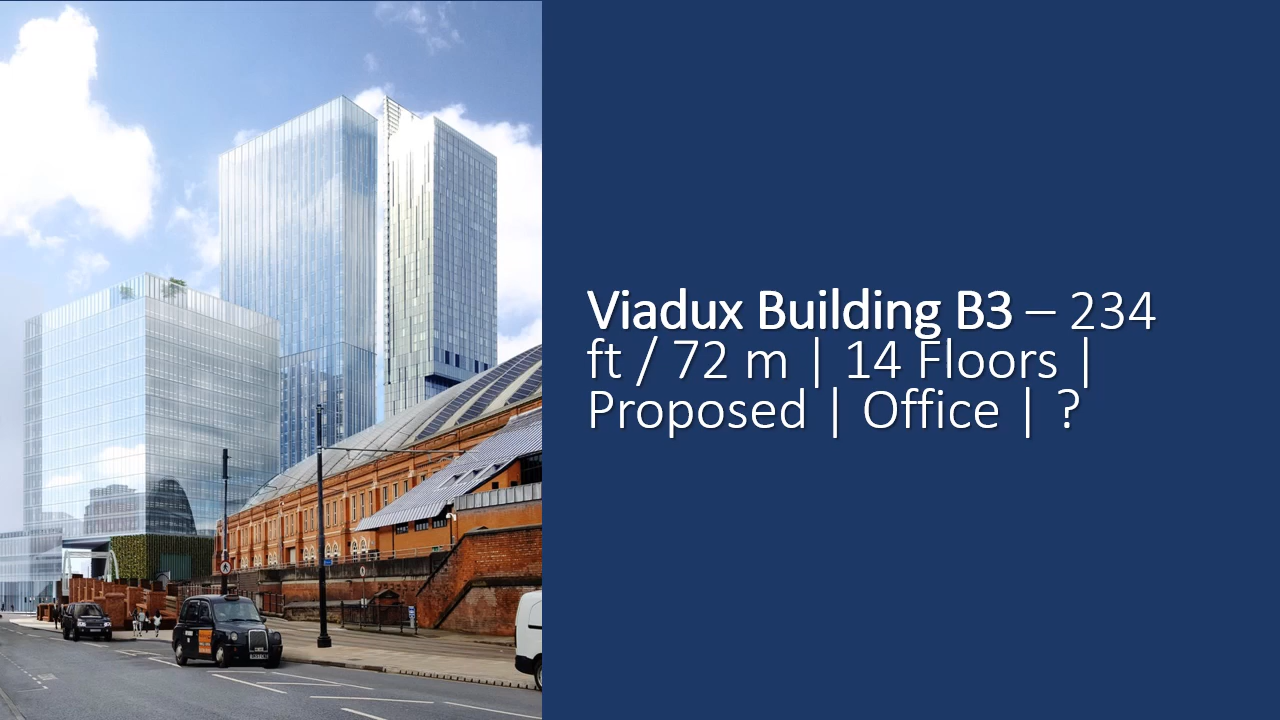 Viadux Building B3 – 234
ft / 72 m | 14 Floors |
Proposed | Office | ?